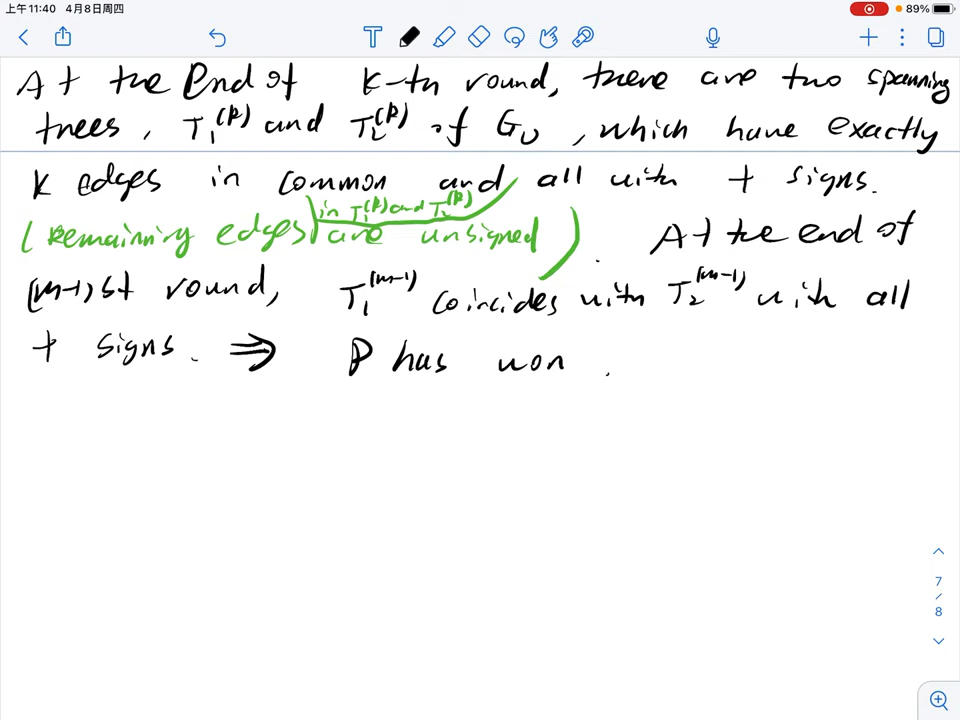 上午11:40 4月8日周四
89%
At the End of K-th round, there are two spanning
trees, T₁^(k) and T₂^(k) of G₀, which have exactly
K edges in common and all with + signs.
in T₁^(k) and T₂^(k)
(Remaining edges are unsigned). At the end of
(m-1)st round, T₁^(m-1) coincides with T₂^(m-1) with all
+ signs. ⇒ P has won.
7
/
8